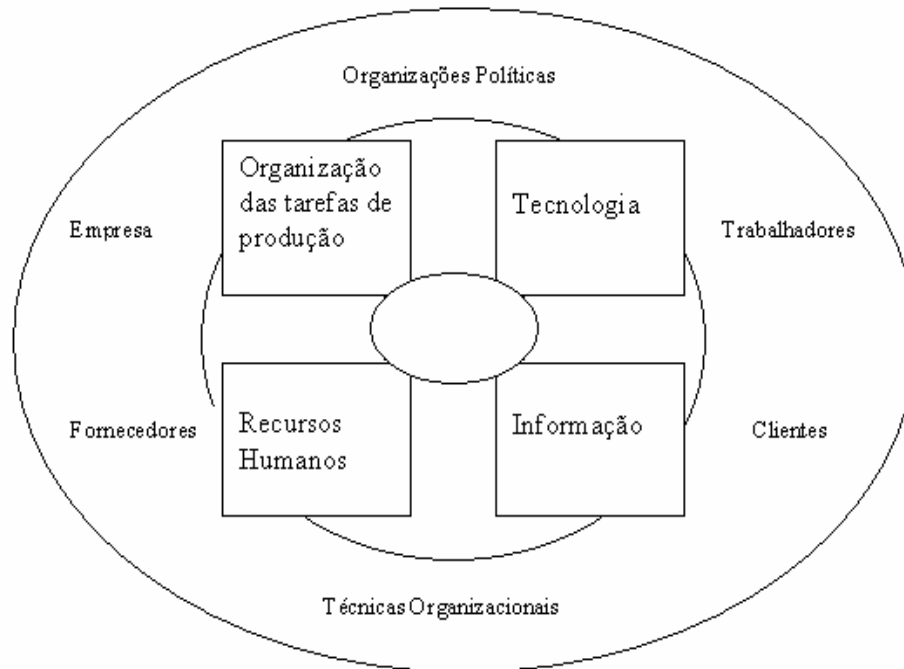 Organizações Políticas
Organização
das tarefas de
produção
Tecnologia
Empresa
Trabalhadores
Fornecedores
Recursos
Humanos
Informação
Clientes
Técnicas Organizacionais